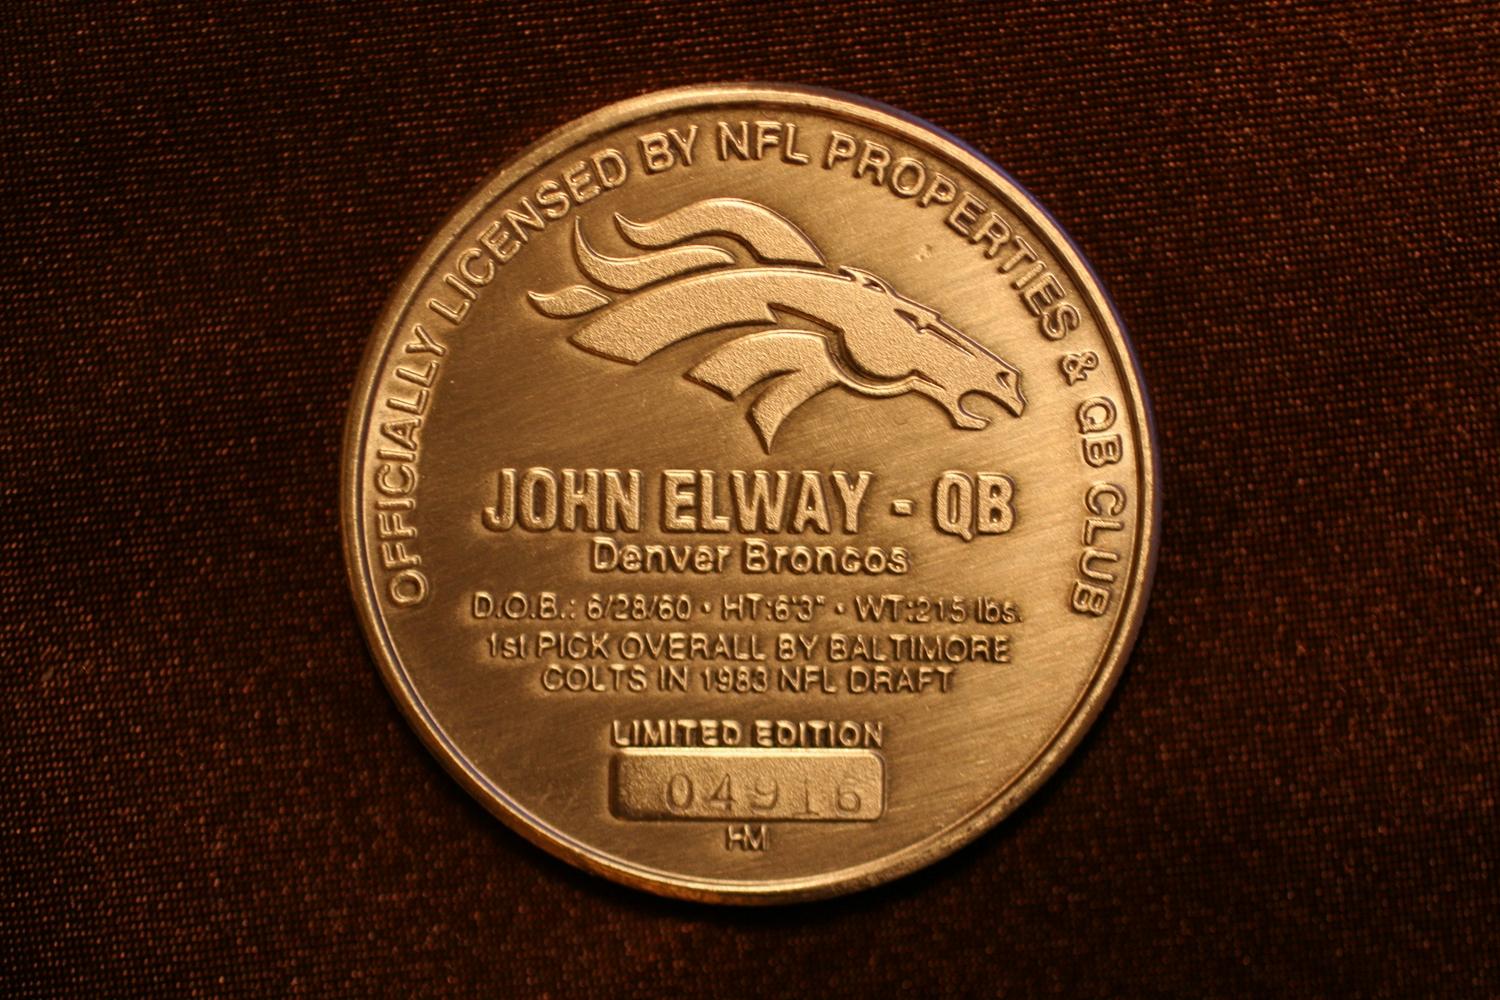 OFFICIALLY LICENSED BY NFL PROPERTIES & QB CLUB
JOHN ELWAY - QB
Denver Broncos
D.O.B.: 6/28/60 • HT:6'3" • WT:215 lbs.
1st PICK OVERALL BY BALTIMORE
COLTS IN 1983 NFL DRAFT
LIMITED EDITION
04916
HM